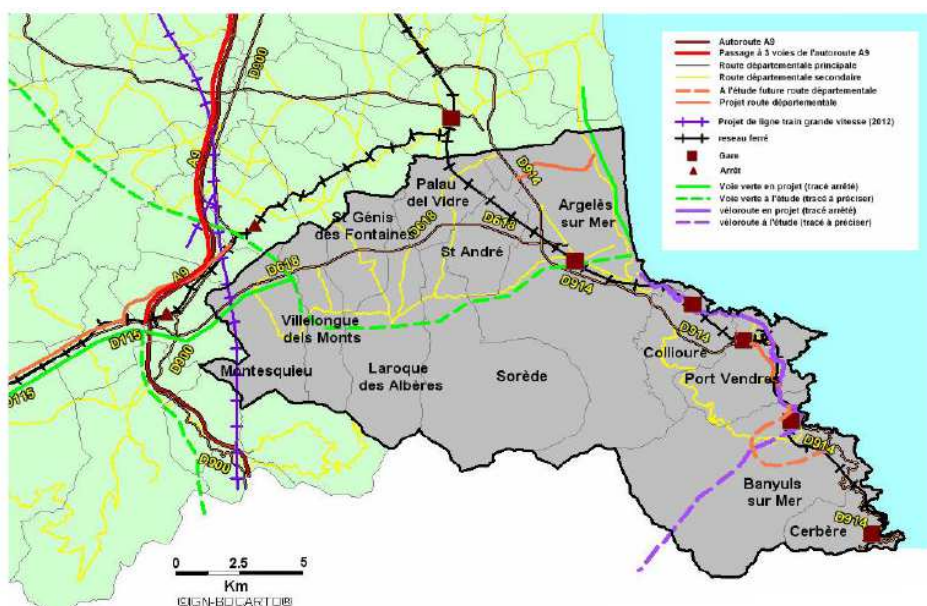 Autoroute A9
Passage à 3 voies de l'autoroute A9
Route départementale principale
Route départementale secondaire
A l'étude future route départementale
Projet route départementale
Projet de ligne train grande vitesse (2012)
reseau ferré
Gare
Arrêt
Voie verte en projet (tracé arrêté)
Voie verte à l'étude (tracé à préciser)
véloroute en projet (tracé arrêté)
véloroute à l'étude (tracé à préciser)
D900
A9
D914
Palau
del Vidre
Argelès
sur Mer
St Génis
des Fontaines
D618
D618
St André
D618
A9
D914
D115
D900
Villelongue
dels Monts
Montesquieu
Laroque
des Albères
Sorède
D914
Collioure
Port Vendres
D115
D900
D914
Banyuls
sur Mer
D914
Cerbère
0 2.5 5
Km
©IGN-BDCARTO®